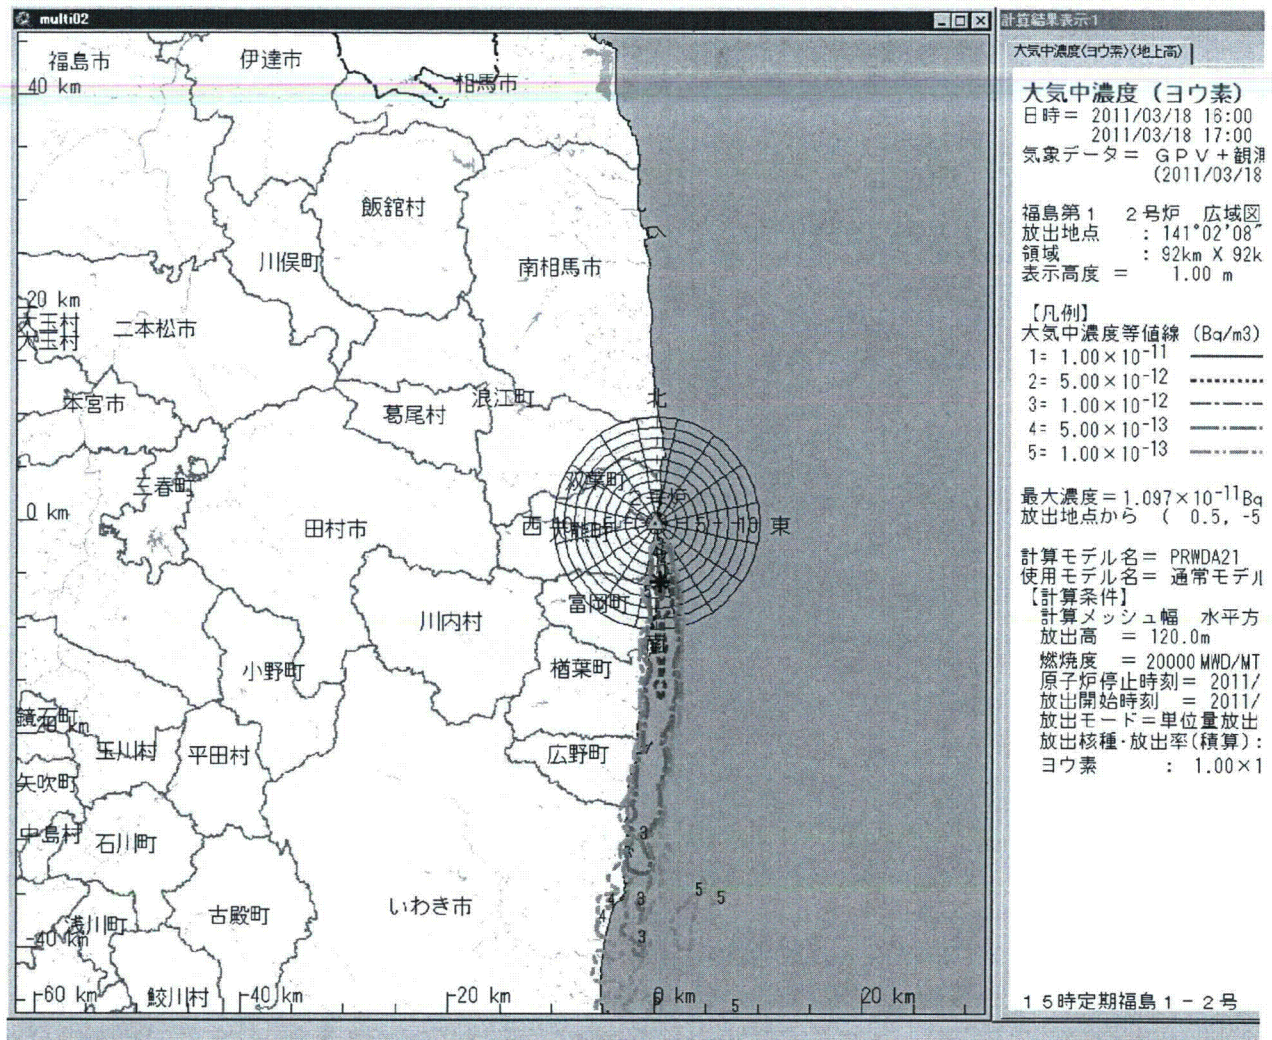 multi02
福島市
伊達市
相馬市
40 km
飯舘村
川俣町
南相馬市
20 km
大玉村
大玉村
二本松市
本宮市
葛尾村
浪江町
北
双葉町
三春町
0 km
田村市
西
東
富岡町
川内村
南
小野町
楢葉町
鏡石町
玉川村
平田村
広野町
矢吹町
中島村
石川町
3
いわき市
古殿町
4
3
5
5
4
浅川町
3
-40 km
-60 km
鮫川村
-40 km
-20 km
0 km
5
20 km
計算結果表示1
大気中濃度(ヨウ素)(地上高)
大気中濃度(ヨウ素)
日時= 2011/03/18 16:00
2011/03/18 17:00
気象データ= GPV+観測
(2011/03/18
福島第1 2号炉 広域図
放出地点 : 141°02'08"
領域 : 92km X 92k
表示高度 = 1.00 m
【凡例】
大気中濃度等値線 (Bq/m3)
1= 1.00×10-11
2= 5.00×10-12
3= 1.00×10-12
4= 5.00×10-13
5= 1.00×10-13
最大濃度=1.097×10-11Bq
放出地点から ( 0.5, -5
計算モデル名= PRWDA21
使用モデル名= 通常モデル
【計算条件】
計算メッシュ幅 水平方
放出高 = 120.0m
燃焼度 = 20000MWD/MT
原子炉停止時刻= 2011/
放出開始時刻 = 2011/
放出モード=単位量放出
放出核種・放出率(積算):
ヨウ素 : 1.00×1
15時定期福島1-2号